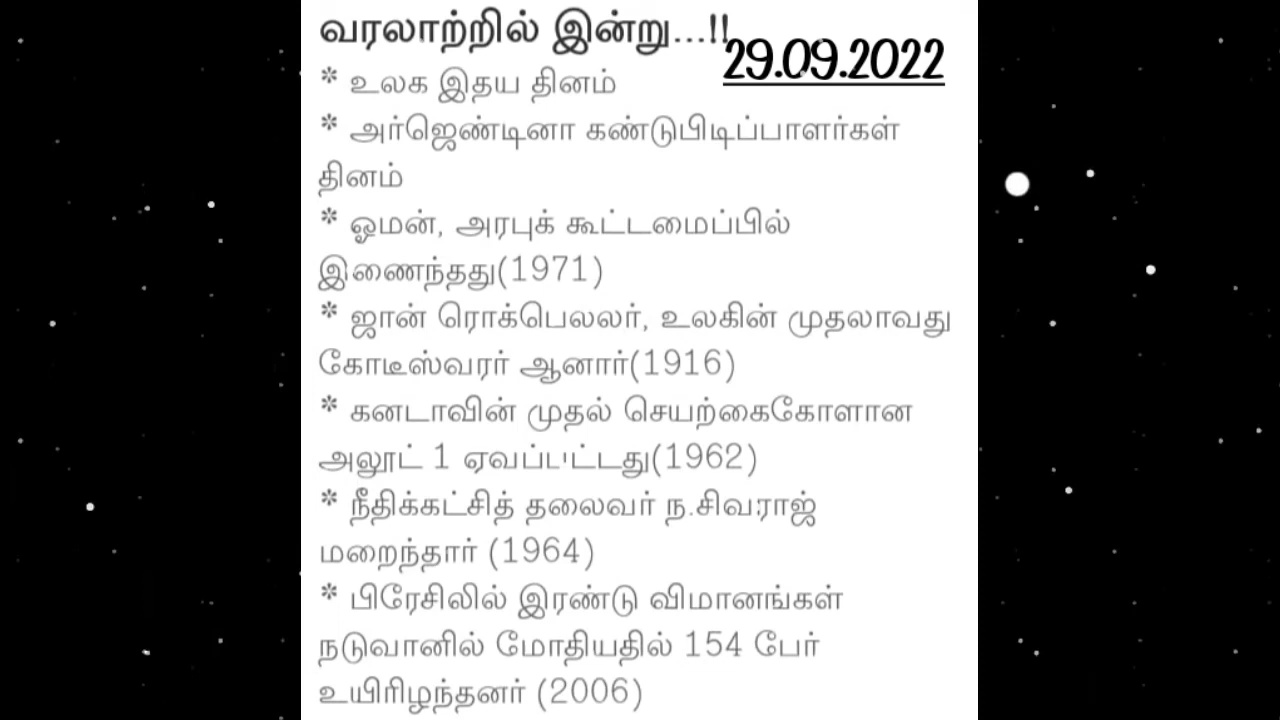 வரலாற்றில் இன்று...!!
29.09.2022
* உலக இதய தினம்
* அர்ஜெண்டினா கண்டுபிடிப்பாளர்கள்
தினம்
* ஓமன், அரபுக் கூட்டமைப்பில்
இணைந்தது(1971)
* ஜான் ரொக்பெலலர், உலகின் முதலாவது
கோடீஸ்வரர் ஆனார்(1916)
* கனடாவின் முதல் செயற்கைகோளான
அலூட் 1 ஏவப்பட்டது(1962)
* நீதிக்கட்சித் தலைவர் ந.சிவராஜ்
மறைந்தார் (1964)
* பிரேசிலில் இரண்டு விமானங்கள்
நடுவானில் மோதியதில் 154 பேர்
உயிரிழந்தனர் (2006)